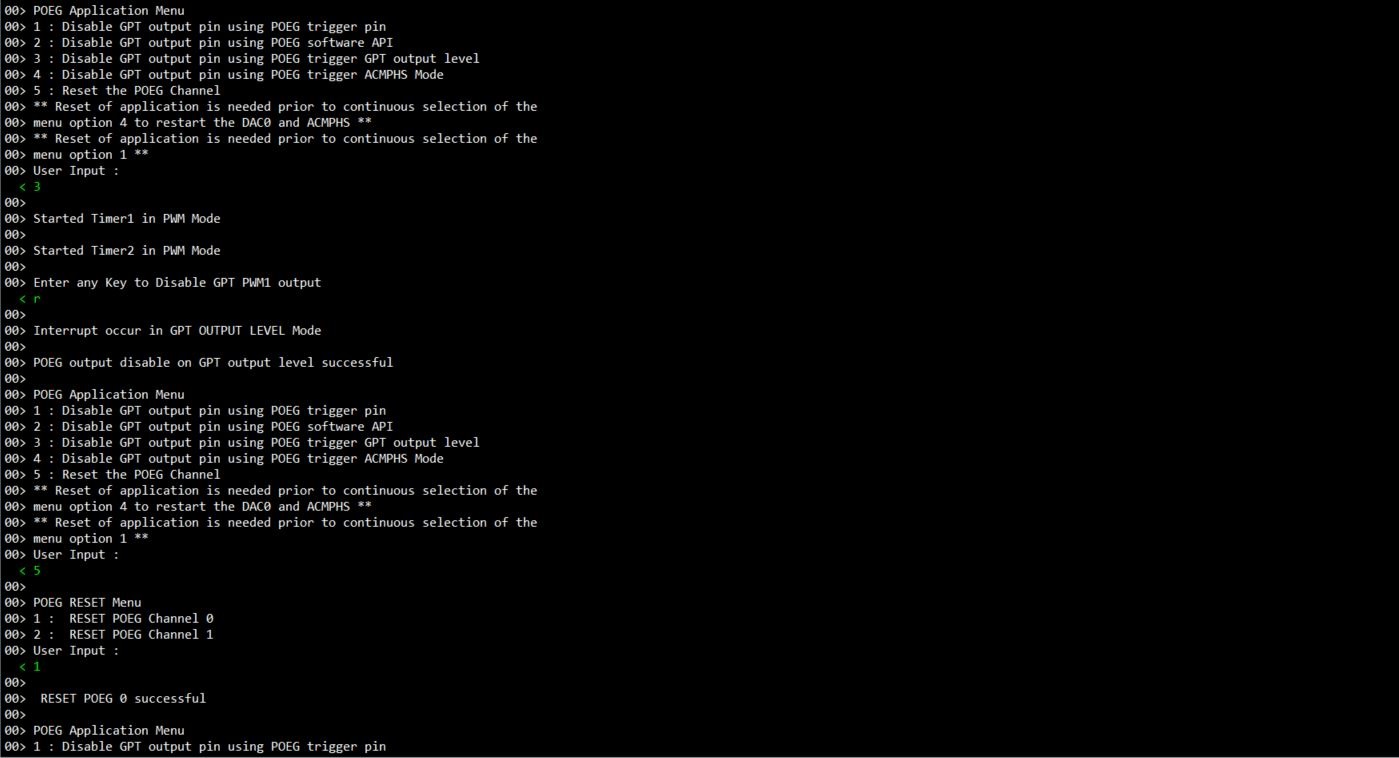 00> POEG Application Menu
00> 1 : Disable GPT output pin using POEG trigger pin
00> 2 : Disable GPT output pin using POEG software API
00> 3 : Disable GPT output pin using POEG trigger GPT output level
00> 4 : Disable GPT output pin using POEG trigger ACMPHS Mode
00> 5 : Reset the POEG Channel
00> ** Reset of application is needed prior to continuous selection of the
00> menu option 4 to restart the DAC0 and ACMPHS **
00> ** Reset of application is needed prior to continuous selection of the
00> menu option 1 **
00> User Input :
< 3
00>
00> Started Timer1 in PWM Mode
00>
00> Started Timer2 in PWM Mode
00>
00> Enter any Key to Disable GPT PWM1 output
< r
00>
00> Interrupt occur in GPT OUTPUT LEVEL Mode
00>
00> POEG output disable on GPT output level successful
00>
00> POEG Application Menu
00> 1 : Disable GPT output pin using POEG trigger pin
00> 2 : Disable GPT output pin using POEG software API
00> 3 : Disable GPT output pin using POEG trigger GPT output level
00> 4 : Disable GPT output pin using POEG trigger ACMPHS Mode
00> 5 : Reset the POEG Channel
00> ** Reset of application is needed prior to continuous selection of the
00> menu option 4 to restart the DAC0 and ACMPHS **
00> ** Reset of application is needed prior to continuous selection of the
00> menu option 1 **
00> User Input :
< 5
00>
00> POEG RESET Menu
00> 1 :  RESET POEG Channel 0
00> 2 :  RESET POEG Channel 1
00> User Input :
< 1
00>
00>  RESET POEG 0 successful
00>
00> POEG Application Menu
00> 1 : Disable GPT output pin using POEG trigger pin